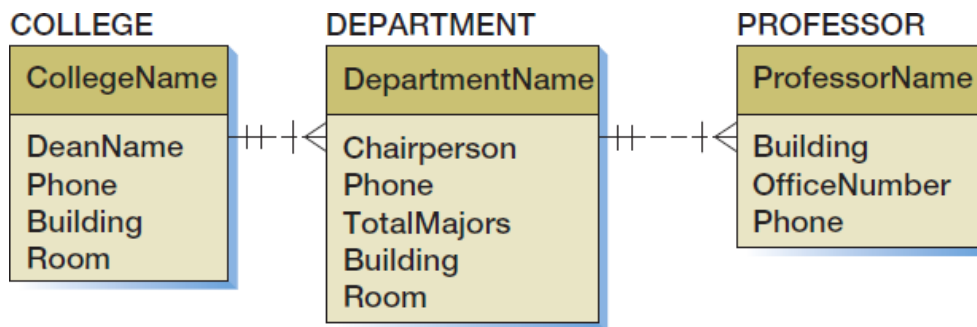 COLLEGE
CollegeName
DeanName
Phone
Building
Room
DEPARTMENT
DepartmentName
Chairperson
Phone
TotalMajors
Building
Room
PROFESSOR
ProfessorName
Building
OfficeNumber
Phone